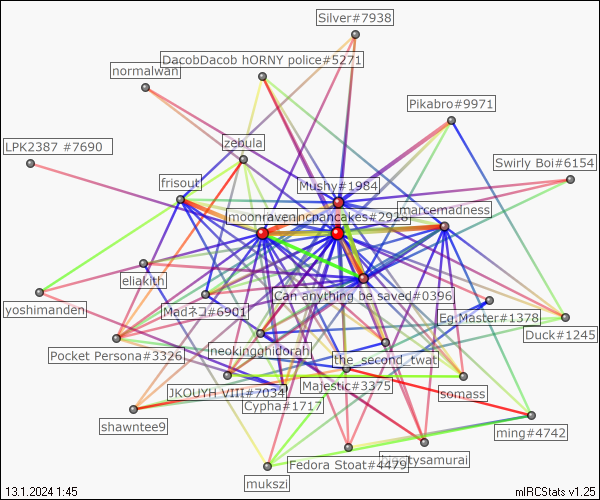 Silver#7938
DacobDacob hORNY police#5271
normalwan
Pikabro#9971
zebula
LPK2387 #7690
Swirly Boi#6154
frisout
Mushy#1984
marcemadness
moonraven
ncpancakes#2928
eliakith
Can anything be saved#0396
Madネコ#6901
yoshimanden
Eg.Master#1378
Duck#1245
neokingghidorah
Pocket Persona#3326
the_second_twat
Majestic#3375
JKOUYH VIII#7034
somass
Cypha#1717
shawntee9
ming#4742
Fedora Stoat#4479
tysamurai
mukszi
13.1.2024 1:45
mIRCStats v1.25